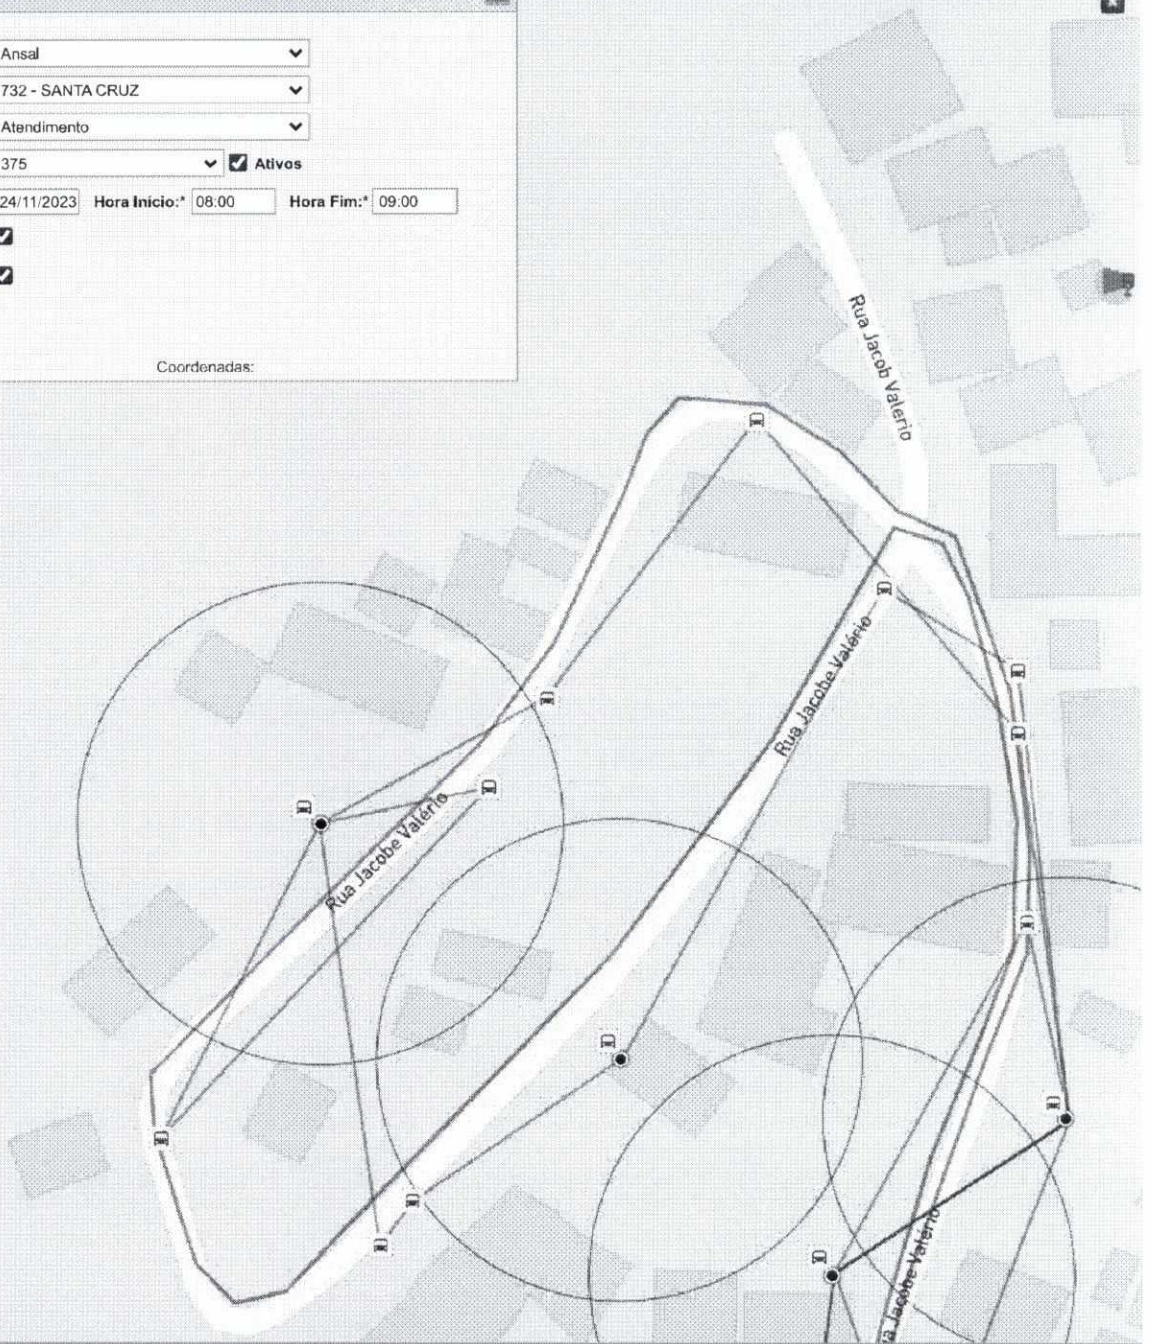 Ansal
732 - SANTA CRUZ
Atendimento
375 Ativos
24/11/2023 Hora Início:* 08:00 Hora Fim:* 09:00
Coordenadas:
Rua Jacob Valerio
Rua Jacobe Valério
Rua Jacobe Valério
Jacobe Valério